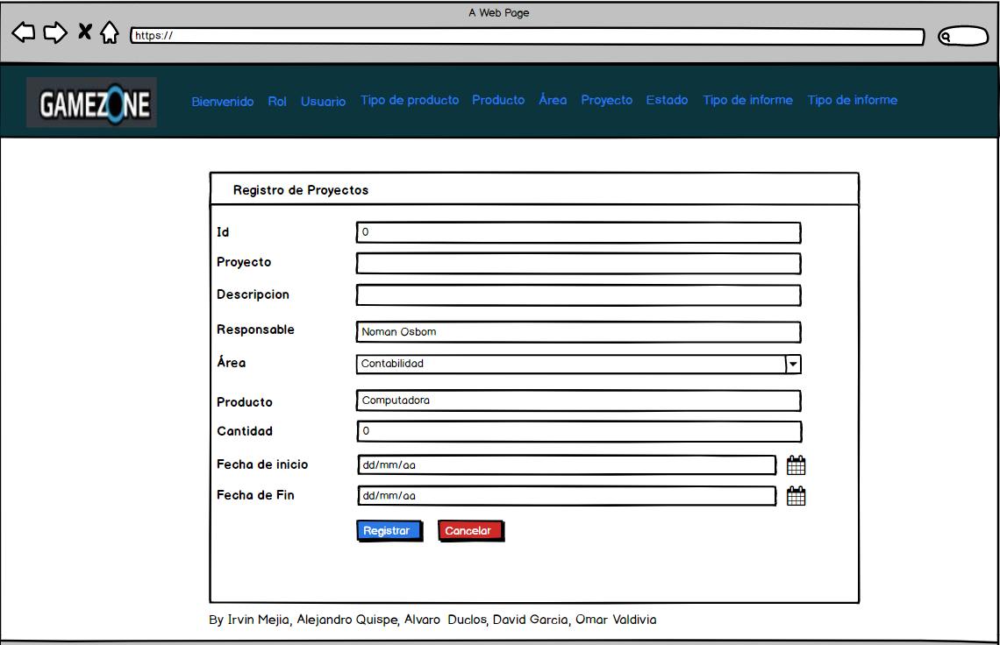 A Web Page
https://
GAMEZONE Bienvenido Rol Usuario Tipo de producto Producto Área Proyecto Estado Tipo de informe Tipo de informe
Registro de Proyectos
Id 0
Proyecto
Descripcion
Responsable Noman Osbom
Área Contabilidad
Producto Computadora
Cantidad 0
Fecha de inicio dd/mm/aa
Fecha de Fin dd/mm/aa
Registrar Cancelar
By Irvin Mejia, Alejandro Quispe, Alvaro Duclos, David Garcia, Omar Valdivia